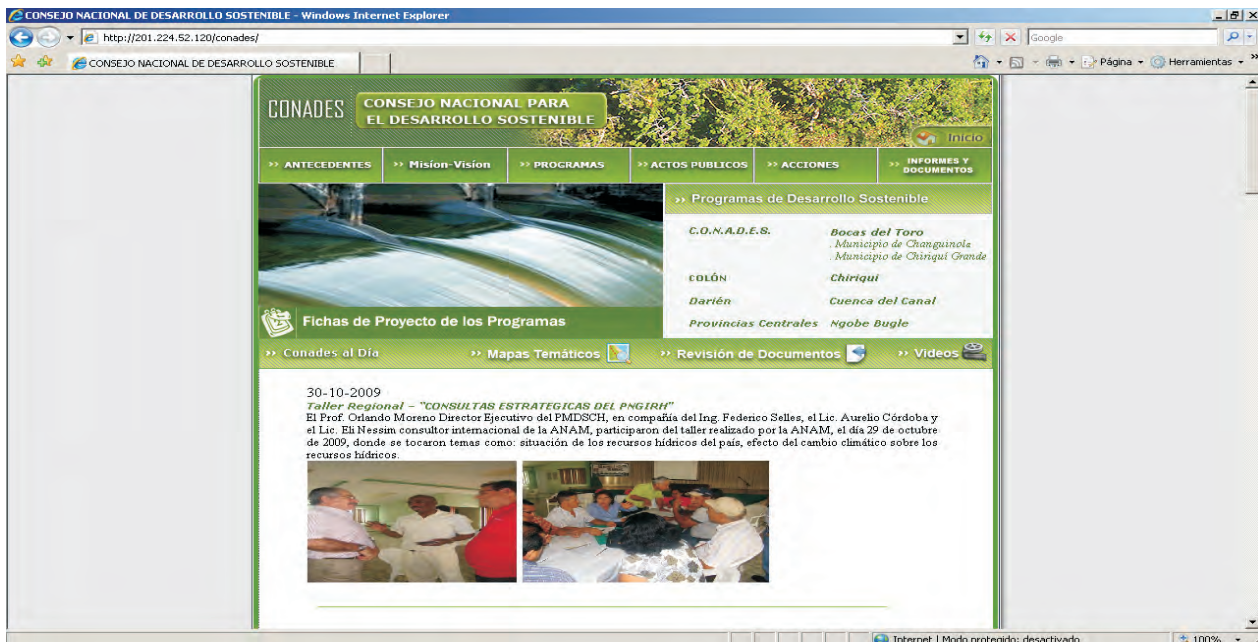 CONSEJO NACIONAL DE DESARROLLO SOSTENIBLE - Windows Internet Explorer
http://201.224.52.120/conades/
Google
CONSEJO NACIONAL DE DESARROLLO SOSTENIBLE
Página
Herramientas
CONADES
CONSEJO NACIONAL PARA
EL DESARROLLO SOSTENIBLE
Inicio
>> ANTECEDENTES >> Mision-Vision >> PROGRAMAS >> ACTOS PUBLICOS >> ACCIONES >> INFORMES Y
DOCUMENTOS
>> Programas de Desarrollo Sostenible
C.O.N.A.D.E.S. Bocas del Toro
. Municipio de Changuinola
. Municipio de Chiriquí Grande
COLÓN Chiriqui
Darién Cuenca del Canal
Provincias Centrales Ngobe Bugle
Fichas de Proyecto de los Programas
>> Conades al Día >> Mapas Temáticos >> Revisión de Documentos >> Videos
30-10-2009
Taller Regional – "CONSULTAS ESTRATEGICAS DEL PNGIRH"
El Prof. Orlando Moreno Director Ejecutivo del PMDSCH, en compañía del Ing. Federico Selles, el Lic. Aurelio Córdoba y
el Lic. Eli Nessim consultor internacional de la ANAM, participaron del taller realizado por la ANAM, el día 29 de octubre
de 2009, donde se tocaron temas como: situación de los recursos hídricos del país, efecto del cambio climático sobre los
recursos hídricos.
Internet | Modo protegido: desactivado
100%